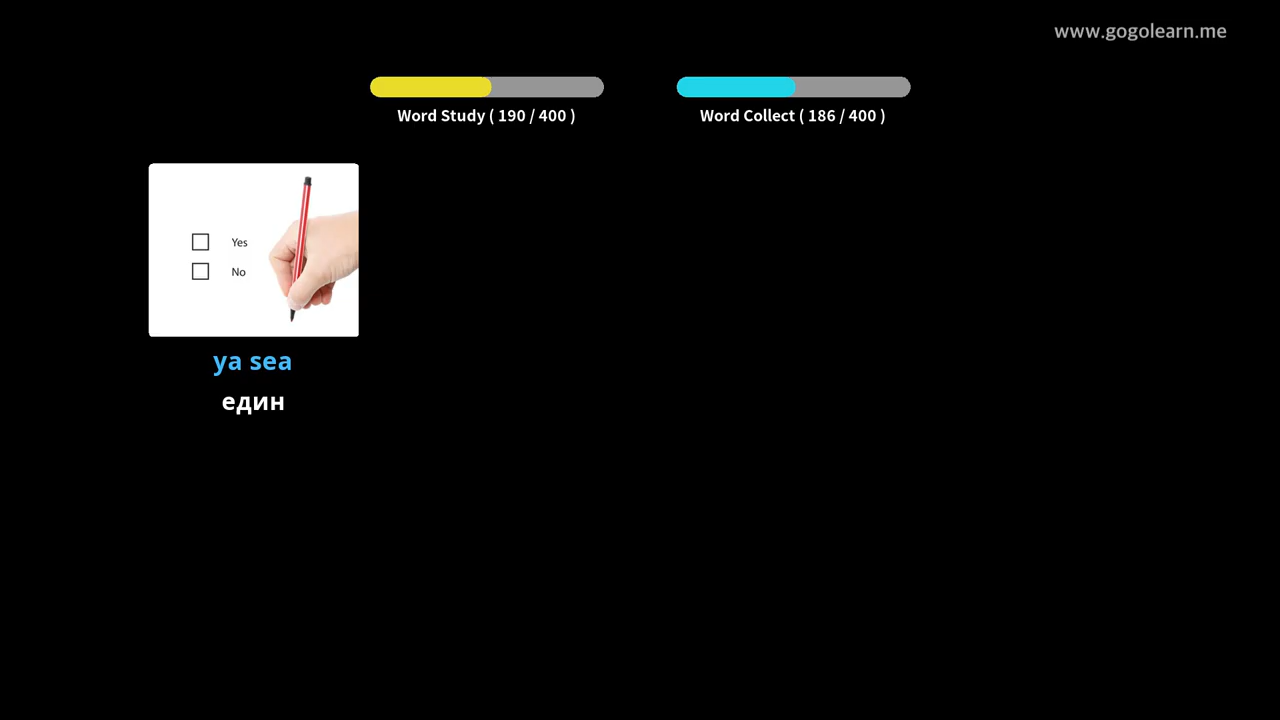 www.gogolearn.me
Word Study ( 190 / 400 )
Word Collect ( 186 / 400 )
Yes
No
ya sea
един